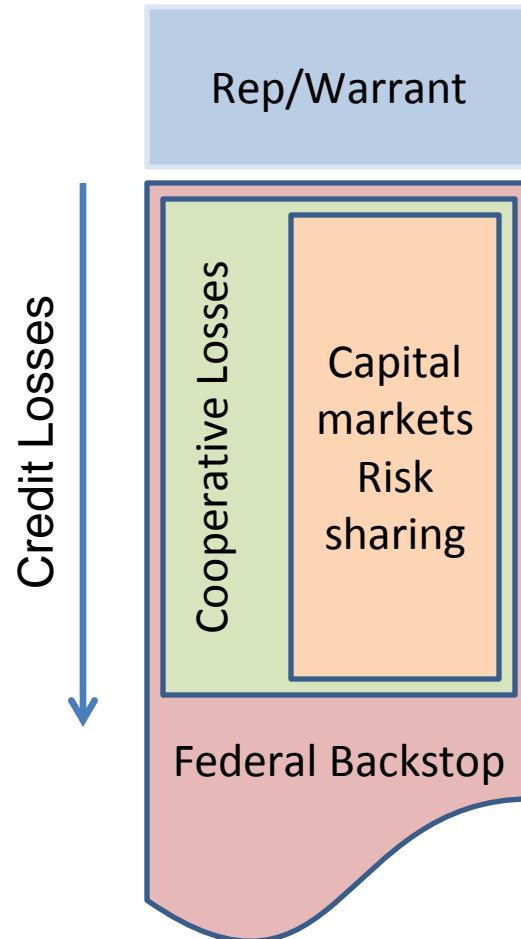 Rep/Warrant
Credit Losses
Cooperative Losses
Capital
markets
Risk
sharing
Federal Backstop